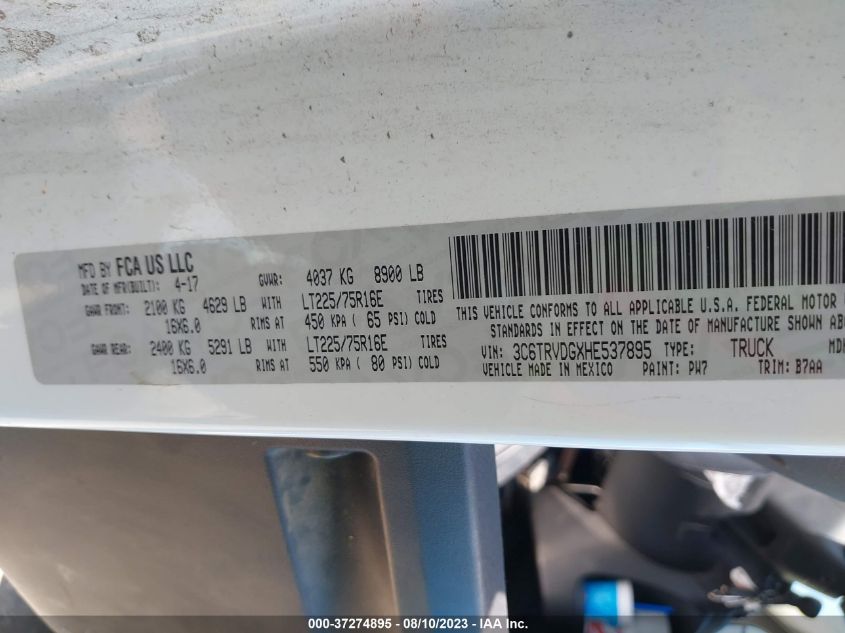 MFD BY FCA US LLC
DATE OF MFR(BUILT): 4-17 GVWR: 4037 KG 8900 LB
GAWR FRONT: 2100 KG 4629 LB WITH LT225/75R16E TIRES
16X6.0 RIMS AT 450 KPA ( 65 PSI) COLD
GAWR REAR: 2400 KG 5291 LB WITH LT225/75R16E TIRES
16X6.0 RIMS AT 550 KPA ( 80 PSI) COLD
THIS VEHICLE CONFORMS TO ALL APPLICABLE U.S.A. FEDERAL MOTOR
STANDARDS IN EFFECT ON THE DATE OF MANUFACTURE SHOWN
VIN: 3C6TRVDGXHE537895 TYPE: TRUCK
VEHICLE MADE IN MEXICO PAINT: PW7 TRIM: B7AA
000-37274895 - 08/10/2023 - IAA Inc.